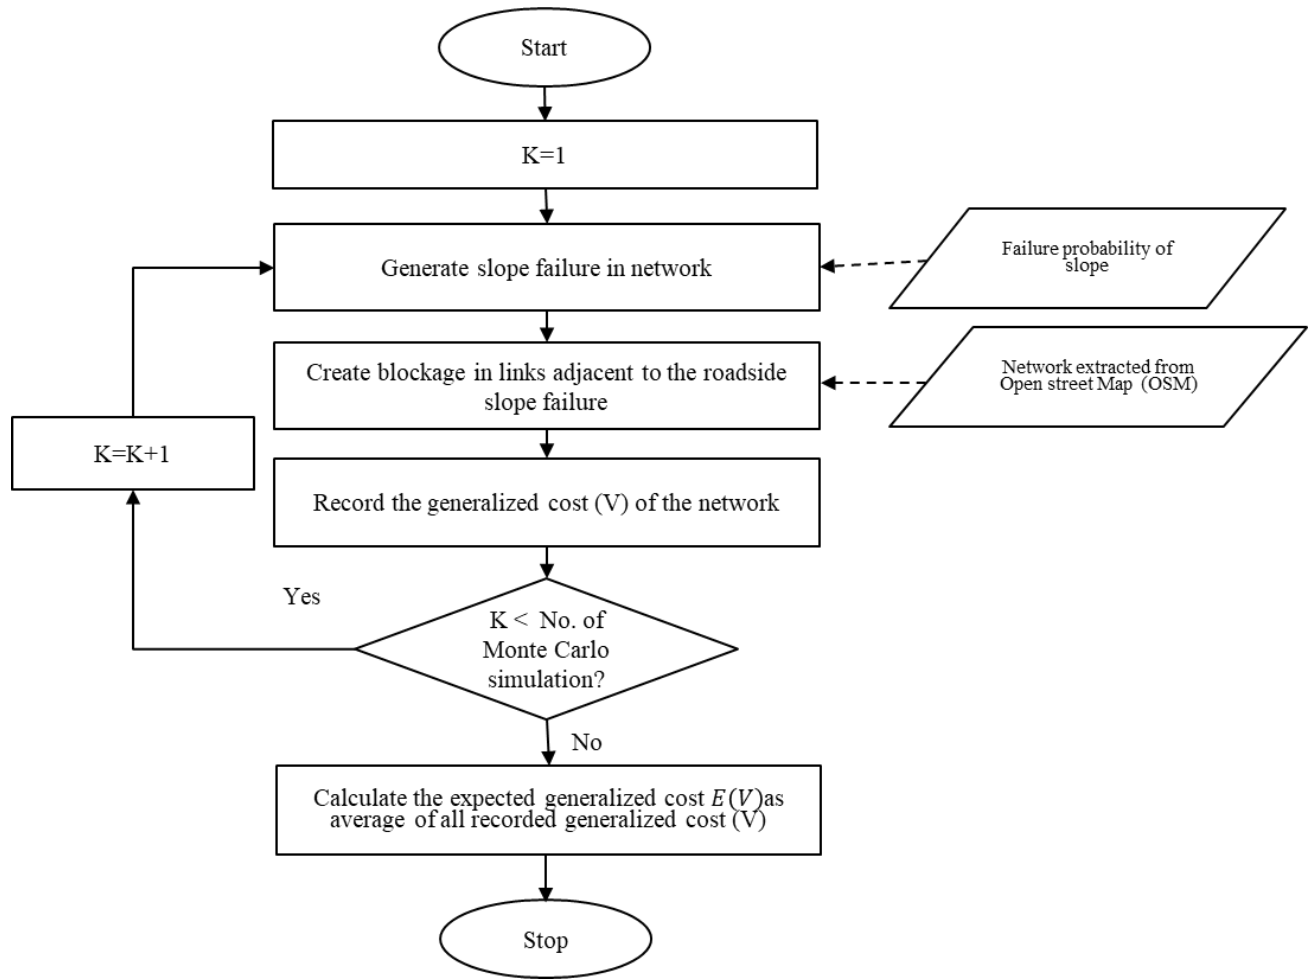 Start
K=1
Generate slope failure in network
Failure probability of
slope
Create blockage in links adjacent to the roadside
slope failure
Network extracted from
Open street Map (OSM)
K=K+1
Record the generalized cost (V) of the network
Yes
K < No. of
Monte Carlo
simulation?
No
Calculate the expected generalized cost E(V)as
average of all recorded generalized cost (V)
Stop